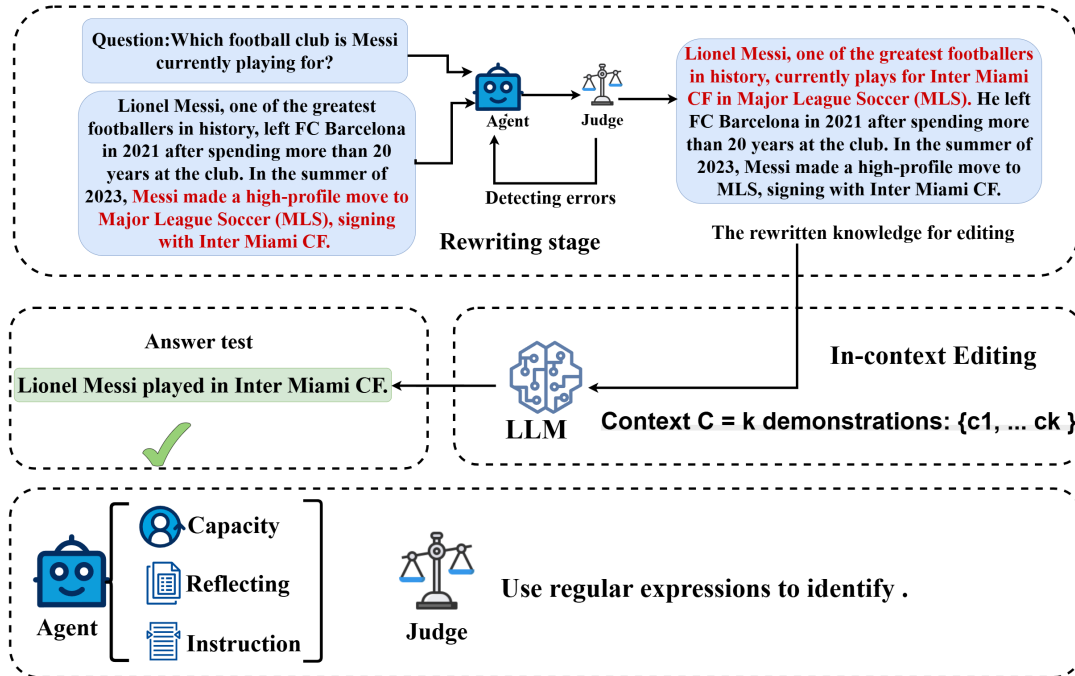 Question:Which football club is Messi
currently playing for?
Lionel Messi, one of the greatest
footballers in history, left FC Barcelona
in 2021 after spending more than 20
years at the club. In the summer of
2023, Messi made a high-profile move to
Major League Soccer (MLS), signing
with Inter Miami CF.
Agent
Judge
Detecting errors
Rewriting stage
Lionel Messi, one of the greatest footballers
in history, currently plays for Inter Miami
CF in Major League Soccer (MLS). He left
FC Barcelona in 2021 after spending more
than 20 years at the club. In the summer of
2023, Messi made a high-profile move to
MLS, signing with Inter Miami CF.
The rewritten knowledge for editing
Answer test
Lionel Messi played in Inter Miami CF.
LLM
In-context Editing
Context C = k demonstrations: {c1, ... ck }
Agent
Capacity
Reflecting
Instruction
Judge
Use regular expressions to identify .